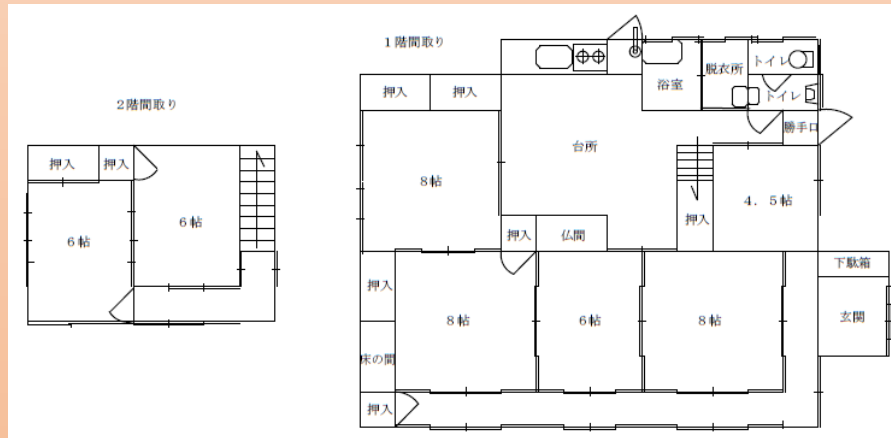 1階間取り
2階間取り
押入
押入
6帖
6帖
トイレ
脱衣所
浴室
トイレ
押入
押入
勝手口
台所
8帖
4．5帖
押入
押入
仏間
下駄箱
押入
8帖
6帖
8帖
玄関
床の間
押入